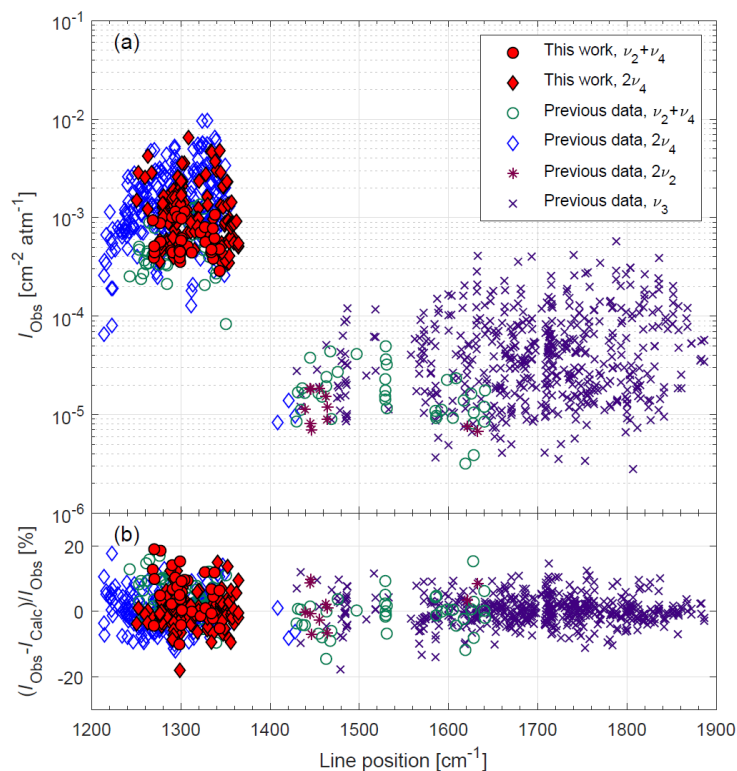 (a)
10⁻¹
10⁻²
10⁻³
10⁻⁴
10⁻⁵
10⁻⁶
I_Obs [cm⁻² atm⁻¹]
This work, ν₂+ν₄
This work, 2ν₄
Previous data, ν₂+ν₄
Previous data, 2ν₄
Previous data, 2ν₂
Previous data, ν₃
(b)
20
0
-20
(I_Obs-I_Calc)/I_Obs [%]
1200 1300 1400 1500 1600 1700 1800 1900
Line position [cm⁻¹]